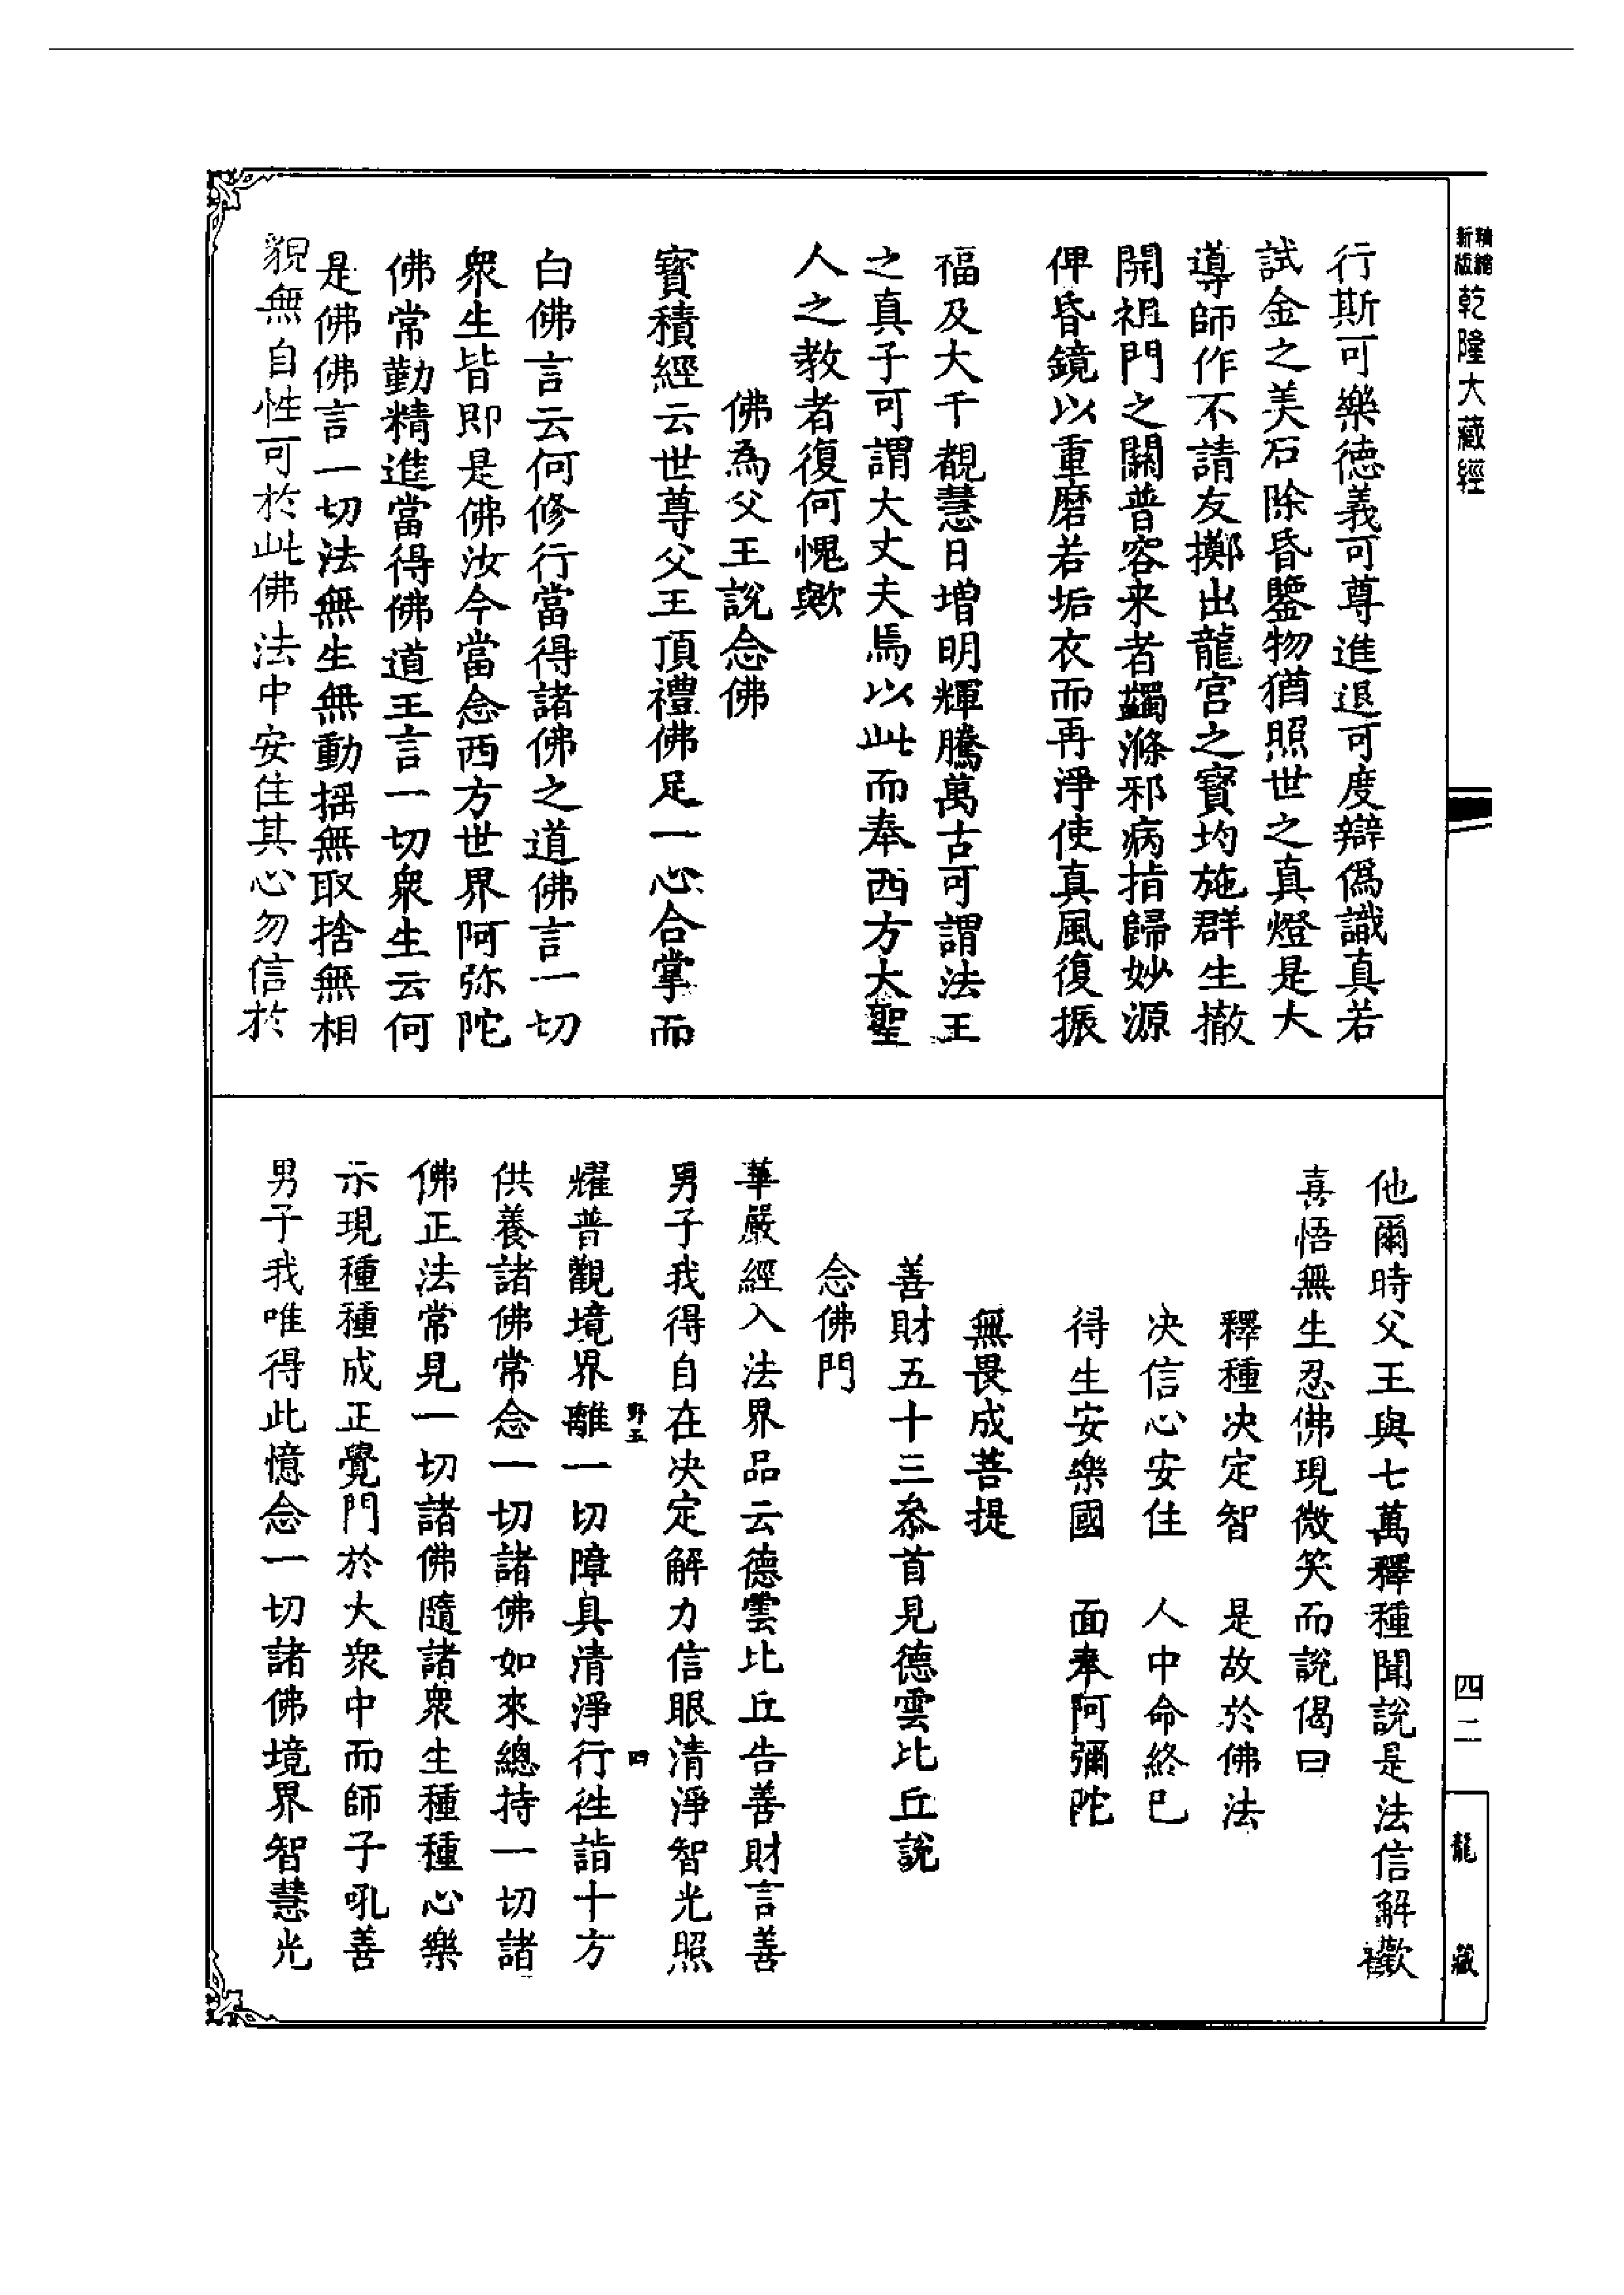 精縮新版乾隆大藏經
行斯可樂德義可尊進退可度辯偽識真若
試金之美石除昏鑒物猶照世之真燈是大
導師作不請友擲出龍宮之寶均施群生撤
開祖門之關普容来者蠲滌邪病指歸妙源
俾昏鏡以重磨若垢衣而再淨使真風復振
福及大千覩慧日增明輝騰萬古可謂法王
之真子可謂大丈夫焉以此而奉西方大聖
人之教者復何愧歟
佛為父王說念佛
寶積經云世尊父王頂禮佛足一心合掌而
白佛言云何修行當得諸佛之道佛言一切
衆生皆即是佛汝今當念西方世界阿弥陀
佛常勤精進當得佛道王言一切衆生云何
是佛佛言一切法無生無動搖無取捨無相
貌無自性可於此佛法中安住其心勿信於
他爾時父王與七萬釋種聞說是法信解歡
喜悟無生忍佛現微笑而說偈曰
釋種决定智　是故於佛法
决信心安住　人中命終已
得生安樂國　面奉阿彌陀
無畏成菩提
善財五十三叅首見德雲比丘說
念佛門
華嚴經入法界品云德雲比丘告善財言善
男子我得自在决定解力信眼清淨智光照
野五　四
耀普觀境界離一切障具清淨行往詣十方
供養諸佛常念一切諸佛如來總持一切諸
佛正法常見一切諸佛隨諸衆生種種心樂
示現種種成正覺門於大衆中而師子吼善
男子我唯得此憶念一切諸佛境界智慧光
四二
龍藏